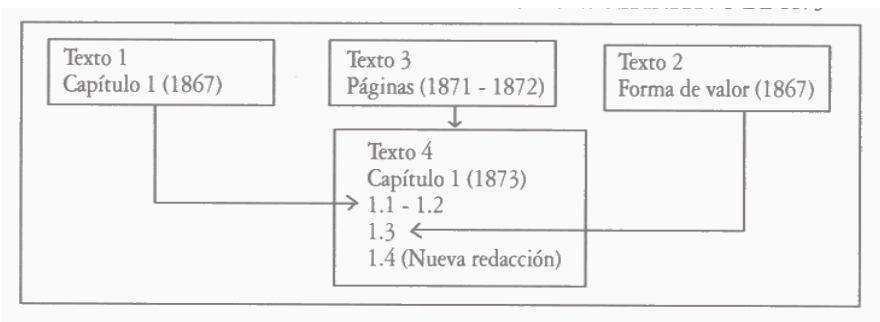 Texto 1
Capítulo 1 (1867)
Texto 3
Páginas (1871 - 1872)
Texto 2
Forma de valor (1867)
Texto 4
Capítulo 1 (1873)
1.1 - 1.2
1.3
1.4 (Nueva redacción)